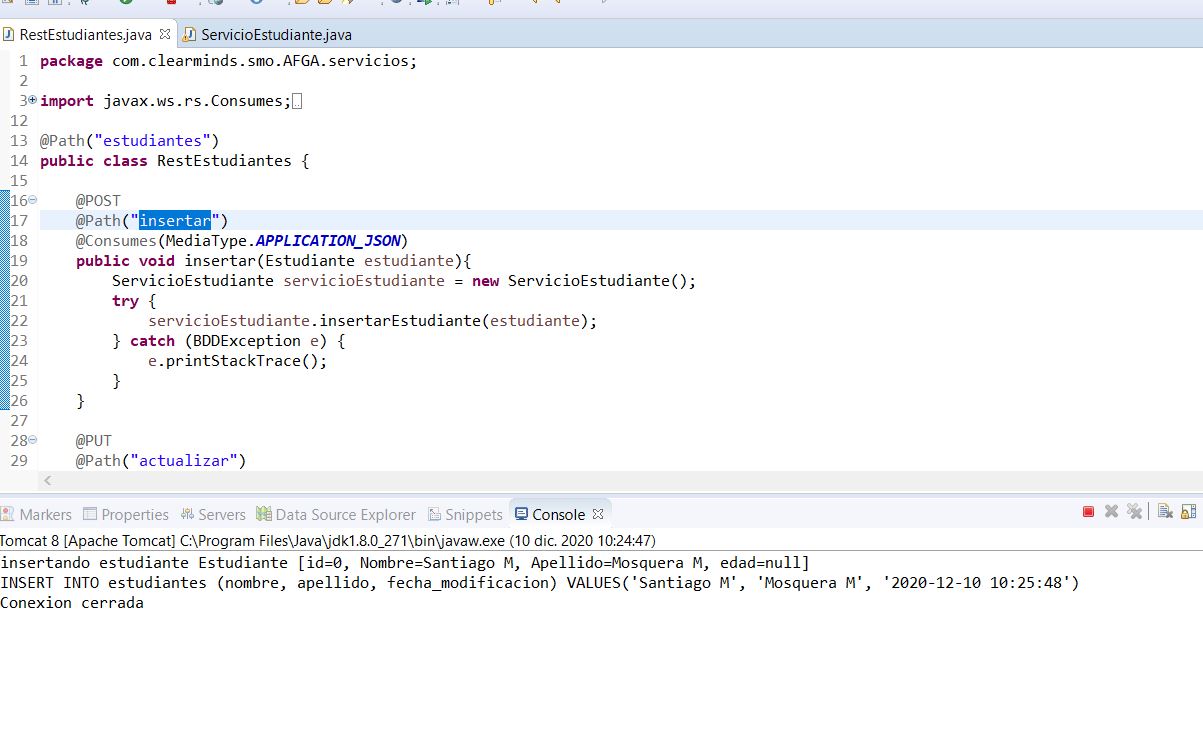 RestEstudiantes.java ServicioEstudiante.java
1 package com.clearminds.smo.AFGA.servicios;
2
3 import javax.ws.rs.Consumes;
12
13 @Path("estudiantes")
14 public class RestEstudiantes {
15
16 @POST
17 @Path("insertar")
18 @Consumes(MediaType.APPLICATION_JSON)
19 public void insertar(Estudiante estudiante){
20 ServicioEstudiante servicioEstudiante = new ServicioEstudiante();
21 try {
22 servicioEstudiante.insertarEstudiante(estudiante);
23 } catch (BDDException e) {
24 e.printStackTrace();
25 }
26 }
27
28 @PUT
29 @Path("actualizar")
Markers Properties Servers Data Source Explorer Snippets Console
Tomcat 8 [Apache Tomcat] C:\Program Files\Java\jdk1.8.0_271\bin\javaw.exe (10 dic. 2020 10:24:47)
insertando estudiante Estudiante [id=0, Nombre=Santiago M, Apellido=Mosquera M, edad=null]
INSERT INTO estudiantes (nombre, apellido, fecha_modificacion) VALUES('Santiago M', 'Mosquera M', '2020-12-10 10:25:48')
Conexion cerrada